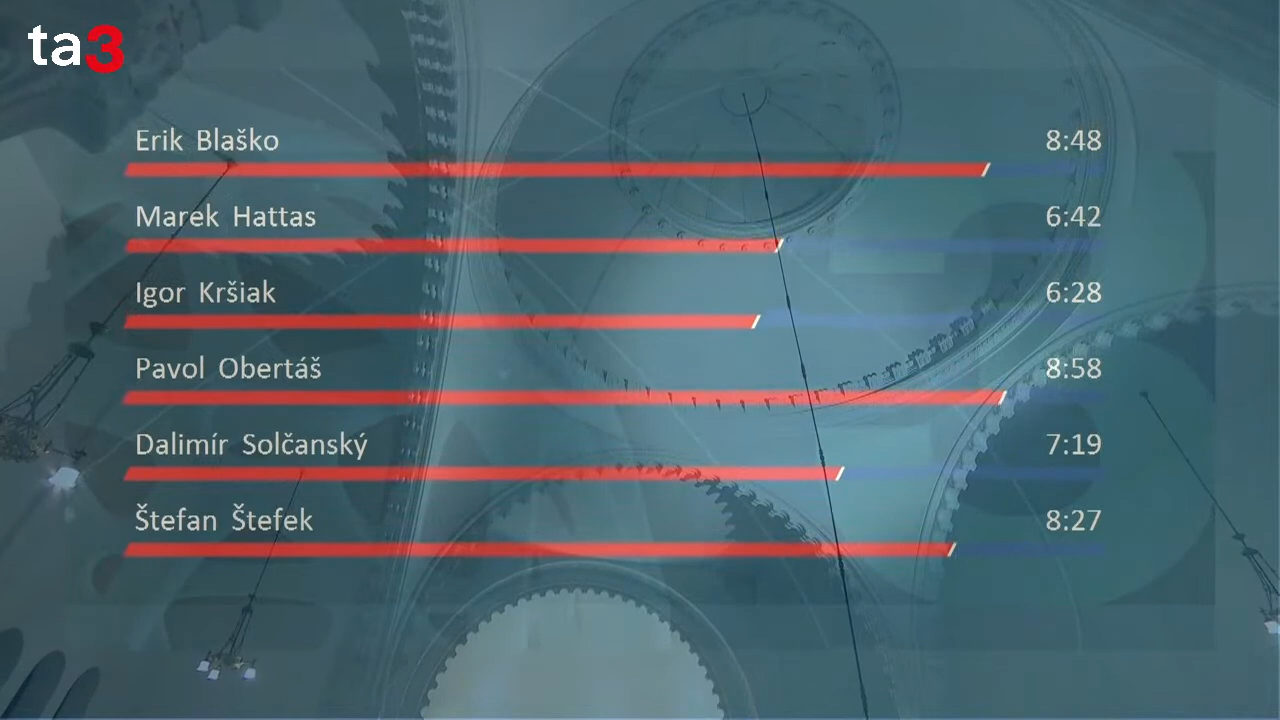 ta3
Erik Blaško 8:48
Marek Hattas 6:42
Igor Kršiak 6:28
Pavol Obertáš 8:58
Dalimír Solčanský 7:19
Štefan Štefek 8:27